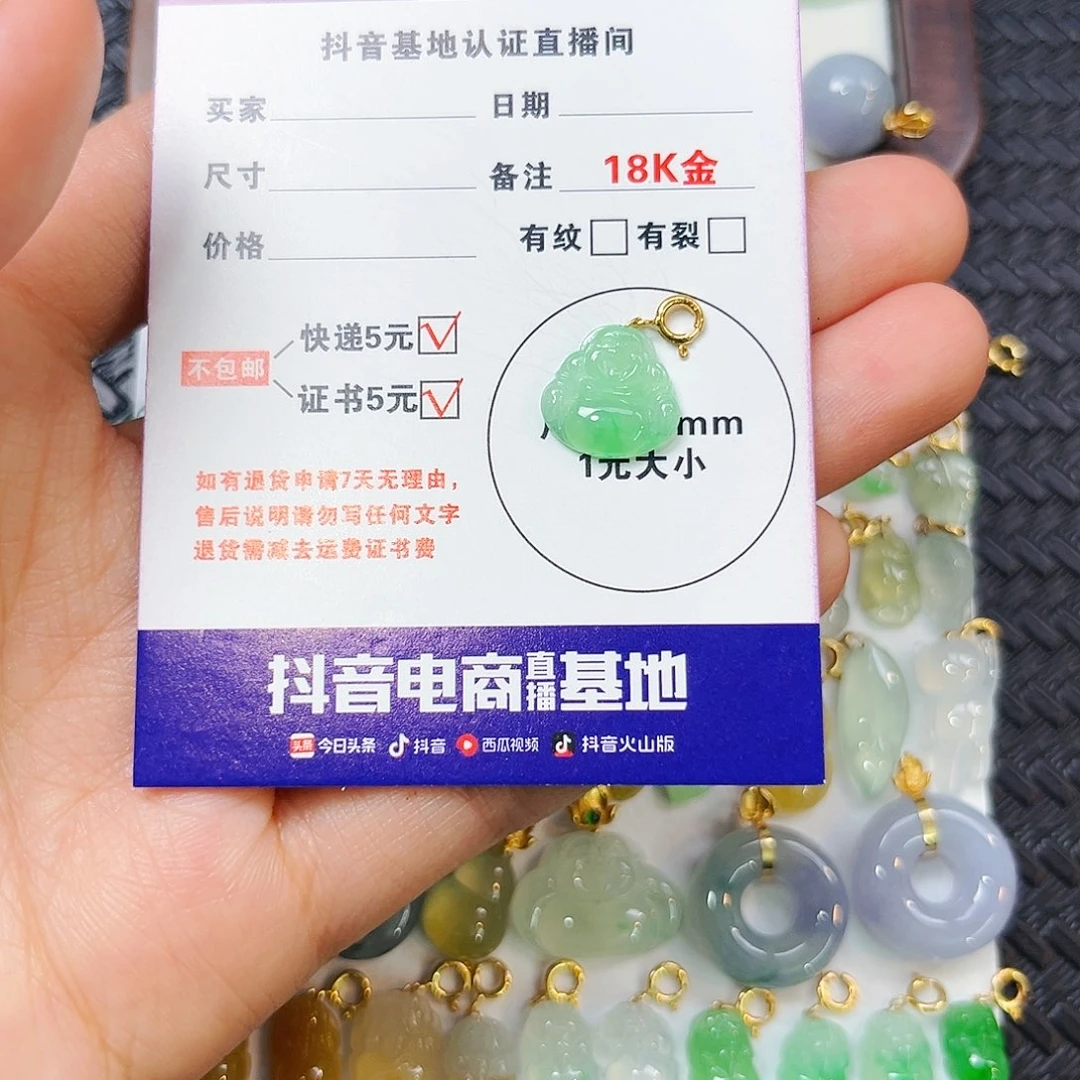 抖音基地认证直播间
买家 日期
尺寸 备注 18K金
价格 有纹 有裂
快递5元
不包邮
证书5元
mm
1元大小
如有退货申请7天无理由,
售后说明请勿写任何文字
退货需减去运费证书费
抖音电商直播基地
头条 今日头条 抖音 西瓜视频 抖音火山版